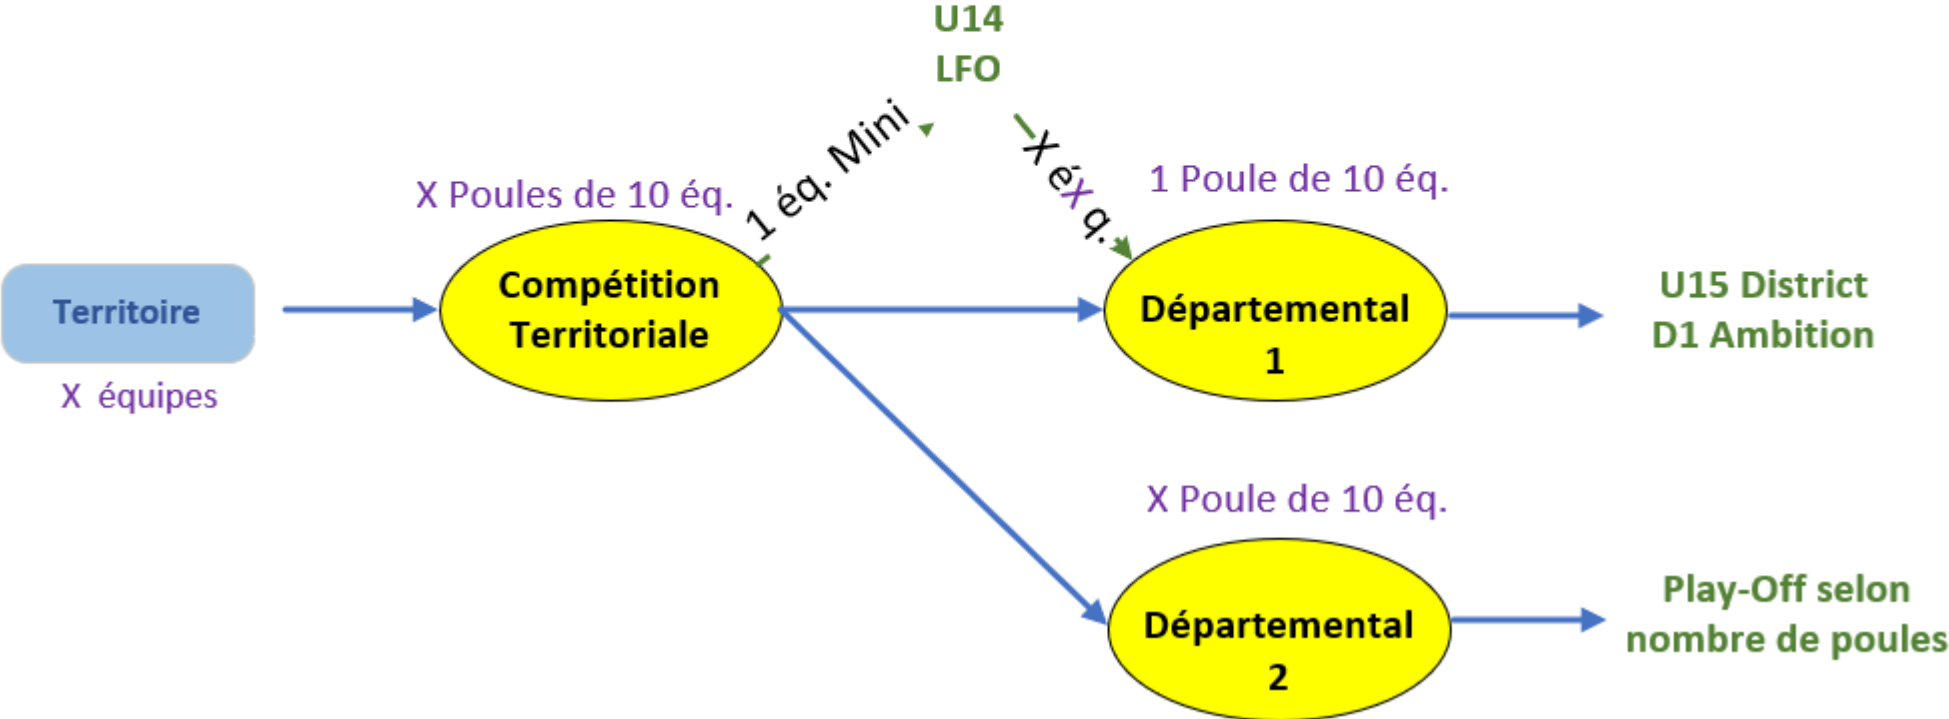 U14
LFO
1 éq. Mini
X éXq.
X Poules de 10 éq.
1 Poule de 10 éq.
Territoire
X équipes
Compétition
Territoriale
Départemental
1
U15 District
D1 Ambition
X Poule de 10 éq.
Départemental
2
Play-Off selon
nombre de poules